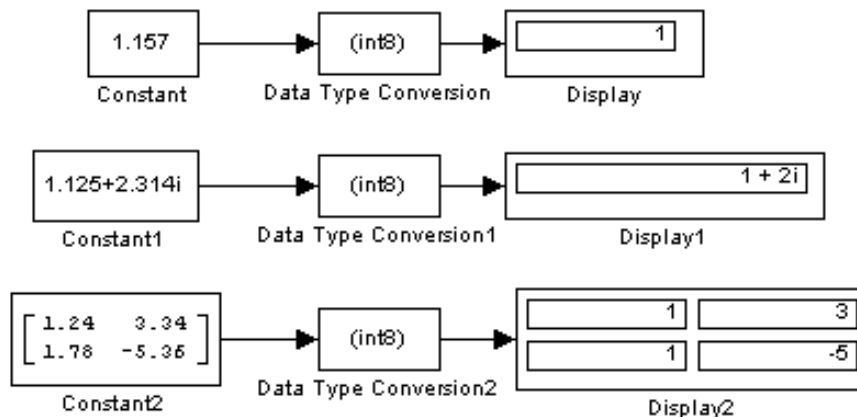 1.157 (int8) 1
Constant Data Type Conversion Display
1.125+2.314i (int8) 1 + 2i
Constant1 Data Type Conversion1 Display1
1.24 3.34 1 3
(int8)
1.78 -5.35 1 -5
Constant2 Data Type Conversion2 Display2